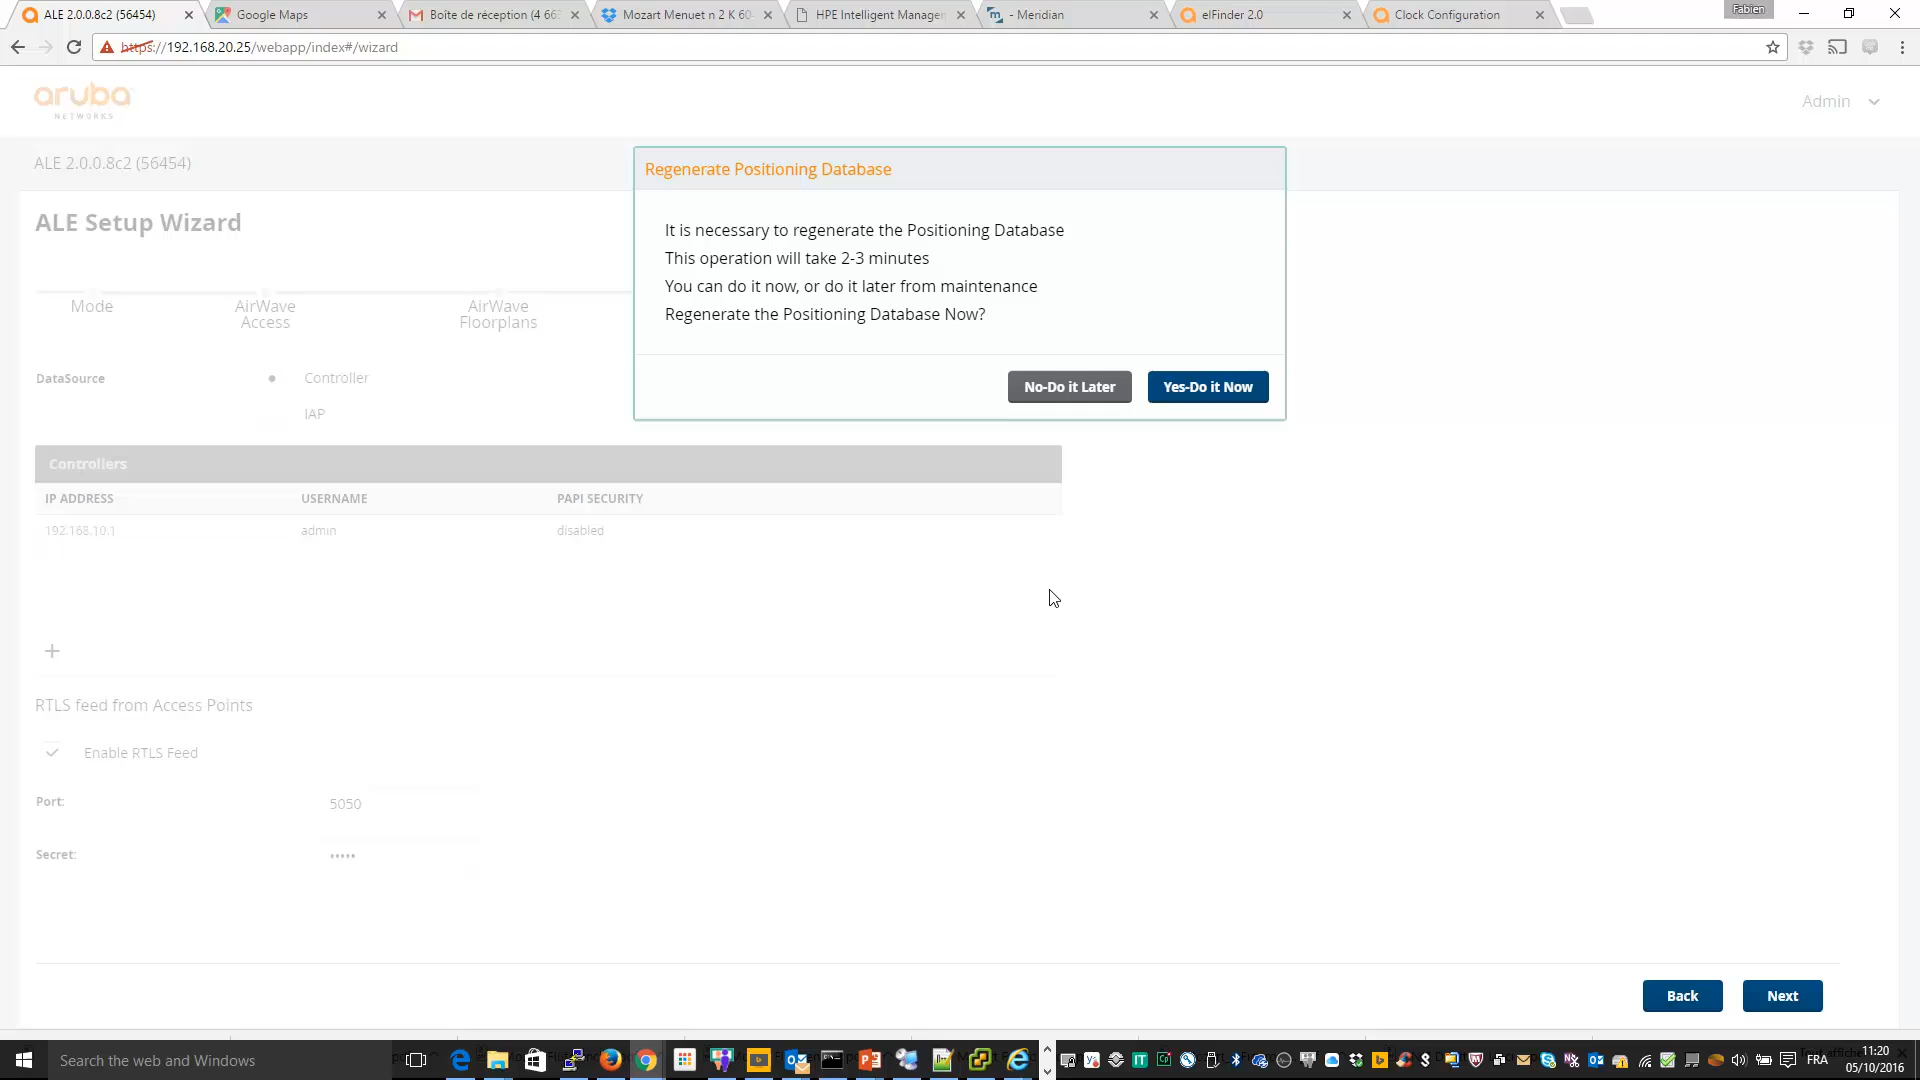 ALE 2.0.0.8c2 (56454)
Google Maps
Boîte de réception (4 66
Mozart Menuet n 2 K 60
HPE Intelligent Managem
- Meridian
elFinder 2.0
Clock Configuration
Fabien
https://192.168.20.25/webapp/index#/wizard
aruba
NETWORKS
Admin
ALE 2.0.0.8c2 (56454)
Regenerate Positioning Database
It is necessary to regenerate the Positioning Database
This operation will take 2-3 minutes
You can do it now, or do it later from maintenance
Regenerate the Positioning Database Now?
No-Do it Later
Yes-Do it Now
ALE Setup Wizard
Mode
AirWave
Access
AirWave
Floorplans
DataSource
Controller
IAP
Controllers
IP ADDRESS
USERNAME
PAPI SECURITY
192.168.10.1
admin
disabled
RTLS feed from Access Points
Enable RTLS Feed
Port:
5050
Secret:
•••••
Back
Next
Search the web and Windows
FRA
11:20
05/10/2016